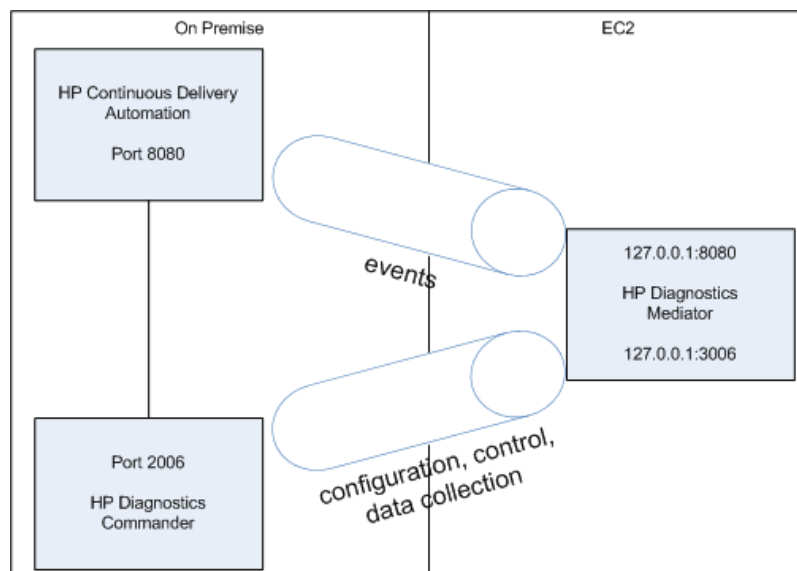 On Premise
EC2
HP Continuous Delivery
Automation
Port 8080
events
127.0.0.1:8080
HP Diagnostics
Mediator
127.0.0.1:3006
configuration, control,
data collection
Port 2006
HP Diagnostics
Commander